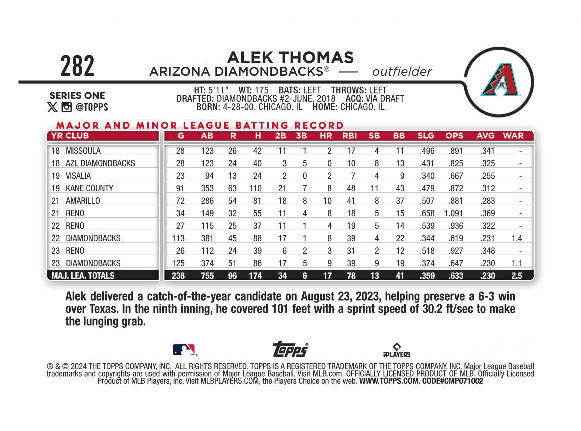 282
ALEK THOMAS
ARIZONA DIAMONDBACKS® — outfielder
SERIES ONE
@TOPPS
HT: 5'11" WT: 175 BATS: LEFT THROWS: LEFT
DRAFTED: DIAMONDBACKS #2-JUNE, 2018 ACQ: VIA DRAFT
BORN: 4-28-00, CHICAGO, IL HOME: CHICAGO, IL
MAJOR AND MINOR LEAGUE BATTING RECORD
YR CLUB G AB R H 2B 3B HR RBI SB BB SLG OPS AVG WAR
18 MISSOULA 28 123 26 42 11 1 2 17 4 11 .496 .891 .341 -
18 AZL DIAMONDBACKS 28 123 24 40 3 5 0 10 8 13 .431 .825 .325 -
19 VISALIA 23 94 13 24 2 0 2 7 4 9 .340 .667 .255 -
19 KANE COUNTY 91 353 63 110 21 7 8 48 11 43 .479 .872 .312 -
21 AMARILLO 72 286 54 81 18 8 10 41 8 37 .507 .881 .283 -
21 RENO 34 149 32 55 11 4 8 18 5 15 .658 1.091 .369 -
22 RENO 27 115 25 37 11 1 4 19 5 14 .539 .936 .322 -
22 DIAMONDBACKS 113 381 45 88 17 1 8 39 4 22 .344 .619 .231 1.4
23 RENO 26 112 24 39 6 2 3 31 2 12 .518 .927 .348 -
23 DIAMONDBACKS 125 374 51 86 17 5 9 39 9 19 .374 .647 .230 1.1
MAJ. LEA. TOTALS 238 755 96 174 34 6 17 78 13 41 .359 .633 .230 2.5
Alek delivered a catch-of-the-year candidate on August 23, 2023, helping preserve a 6-3 win
over Texas. In the ninth inning, he covered 101 feet with a sprint speed of 30.2 ft/sec to make
the lunging grab.
Topps
PLAYERS
® & © 2024 THE TOPPS COMPANY, INC. ALL RIGHTS RESERVED. TOPPS IS A REGISTERED TRADEMARK OF THE TOPPS COMPANY, INC. Major League Baseball
trademarks and copyrights are used with permission of Major League Baseball. Visit MLB.com. OFFICIALLY LICENSED PRODUCT OF MLB. Officially Licensed
Product of MLB Players, Inc. Visit MLBPLAYERS.COM, the Players Choice on the web. WWW.TOPPS.COM. CODE#CMP071002